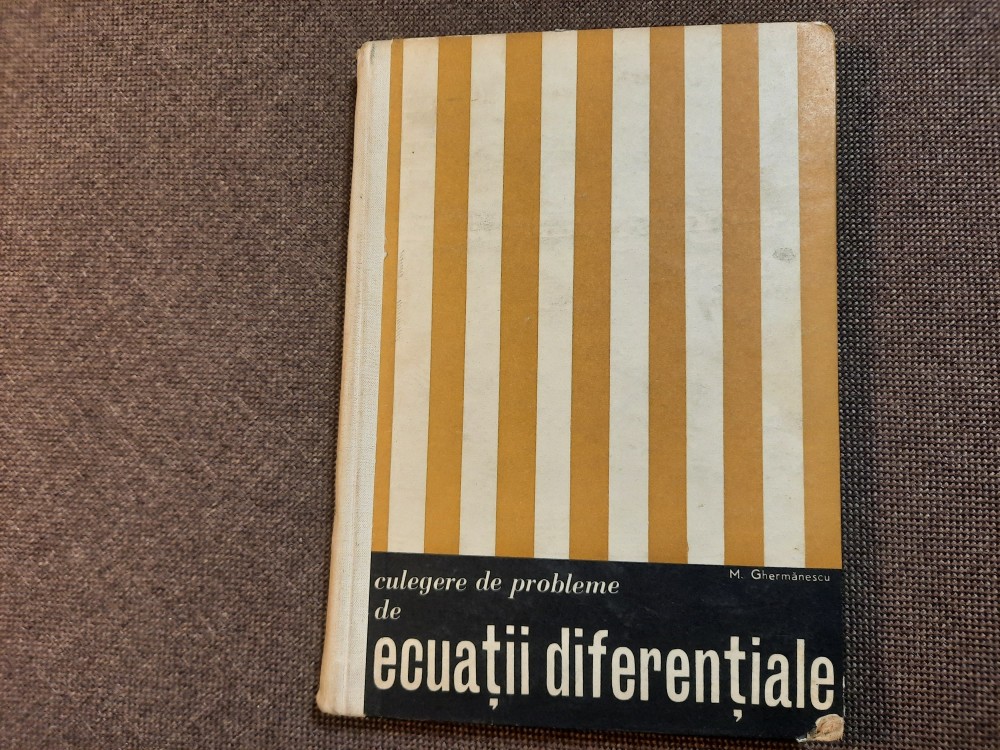 M. Ghermănescu
culegere de probleme
de
ecuații diferențiale